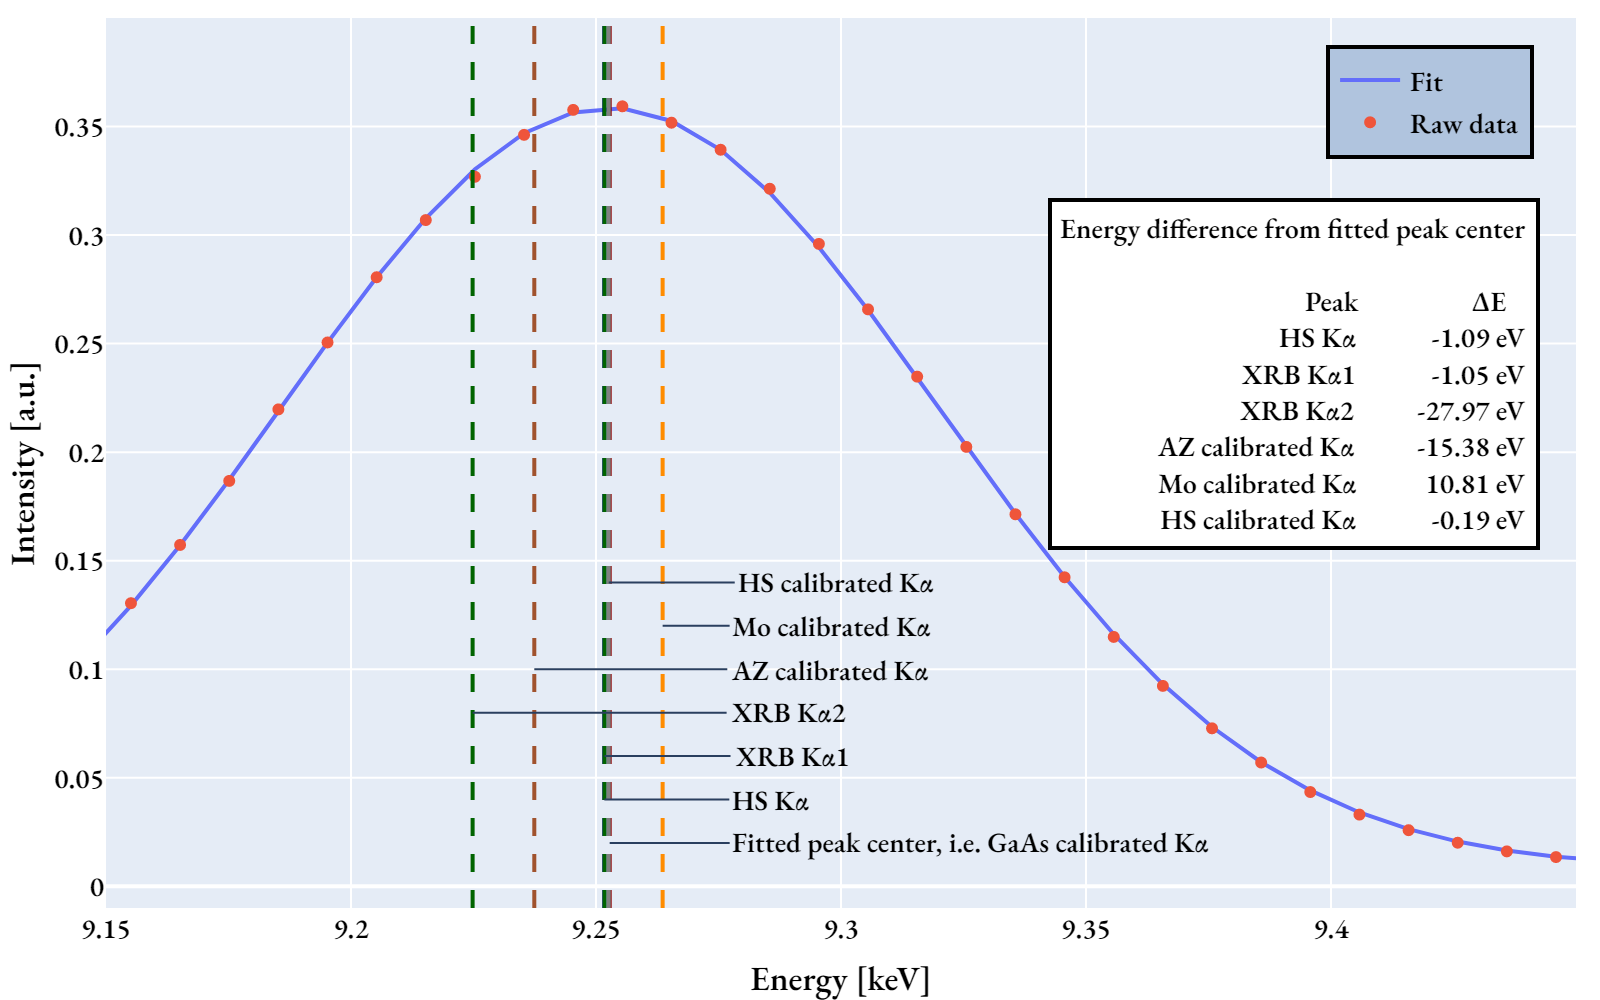 Fit
Raw data
Energy difference from fitted peak center
Peak ΔE
HS Kα -1.09 eV
XRB Kα1 -1.05 eV
XRB Kα2 -27.97 eV
AZ calibrated Kα -15.38 eV
Mo calibrated Kα 10.81 eV
HS calibrated Kα -0.19 eV
0.35
0.3
0.25
0.2
0.15
0.1
0.05
0
Intensity [a.u.]
HS calibrated Kα
Mo calibrated Kα
AZ calibrated Kα
XRB Kα2
XRB Kα1
HS Kα
Fitted peak center, i.e. GaAs calibrated Kα
9.15 9.2 9.25 9.3 9.35 9.4
Energy [keV]